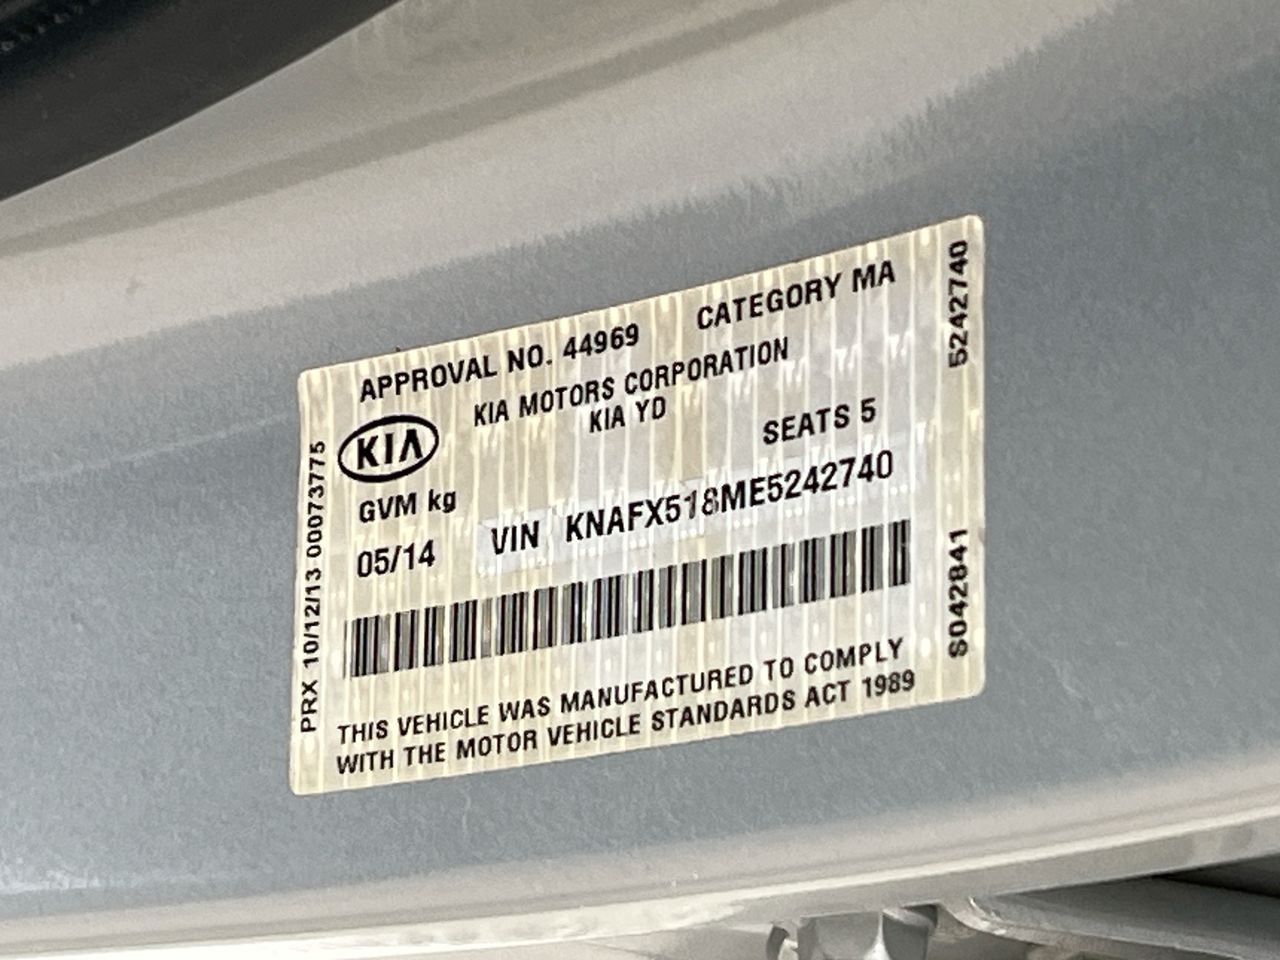 APPROVAL NO. 44969 CATEGORY MA
KIA MOTORS CORPORATION
KIA YD
KIA
SEATS 5
GVM kg
05/14
VIN KNAFX518ME5242740
THIS VEHICLE WAS MANUFACTURED TO COMPLY
WITH THE MOTOR VEHICLE STANDARDS ACT 1989
PRX 10/12/13 00073775
5242740
S042841